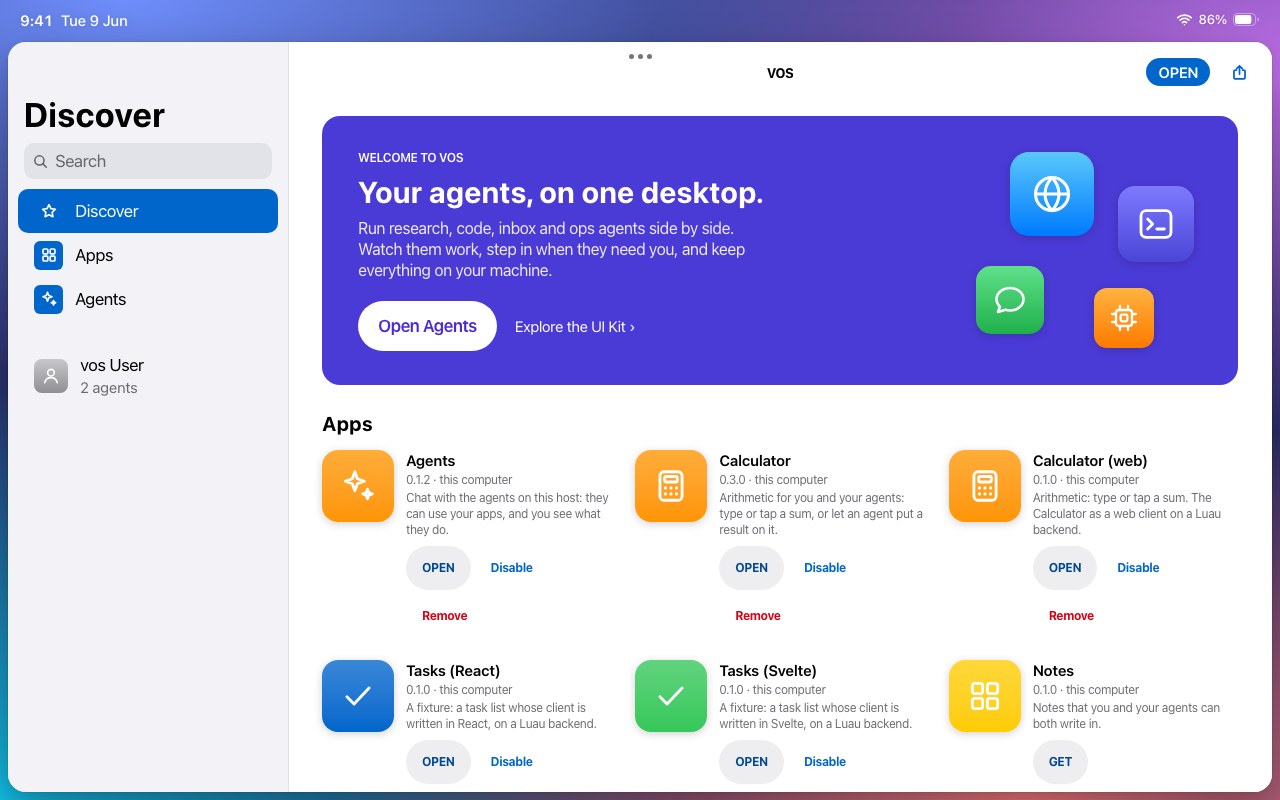 9:41 Tue 9 Jun
86%
Discover
Search
Discover
Apps
Agents
vos User
2 agents
VOS
OPEN
WELCOME TO VOS
Your agents, on one desktop.
Run research, code, inbox and ops agents side by side.
Watch them work, step in when they need you, and keep
everything on your machine.
Open Agents
Explore the UI Kit ›
Apps
Agents
0.1.2 · this computer
Chat with the agents on this host: they
can use your apps, and you see what
they do.
OPEN
Disable
Remove
Calculator
0.3.0 · this computer
Arithmetic for you and your agents:
type or tap a sum, or let an agent put a
result on it.
OPEN
Disable
Remove
Calculator (web)
0.1.0 · this computer
Arithmetic: type or tap a sum. The
Calculator as a web client on a Luau
backend.
OPEN
Disable
Remove
Tasks (React)
0.1.0 · this computer
A fixture: a task list whose client is
written in React, on a Luau backend.
OPEN
Disable
Tasks (Svelte)
0.1.0 · this computer
A fixture: a task list whose client is
written in Svelte, on a Luau backend.
OPEN
Disable
Notes
0.1.0 · this computer
Notes that you and your agents can
both write in.
GET